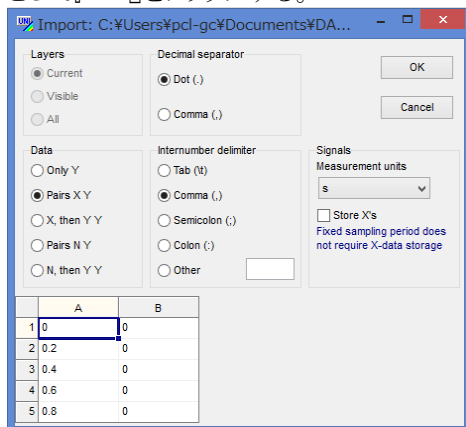 UNI Import: C:¥Users¥pcl-gc¥Documents¥DA...
Layers
Current
Visible
All
Decimal separator
Dot (.)
Comma (,)
OK
Cancel
Data
Only Y
Pairs X Y
X, then Y Y
Pairs N Y
N, then Y Y
Internumber delimiter
Tab (\t)
Comma (,)
Semicolon (;)
Colon (:)
Other
Signals
Measurement units
s
Store X's
Fixed sampling period does
not require X-data storage
A B
1 0 0
2 0.2 0
3 0.4 0
4 0.6 0
5 0.8 0